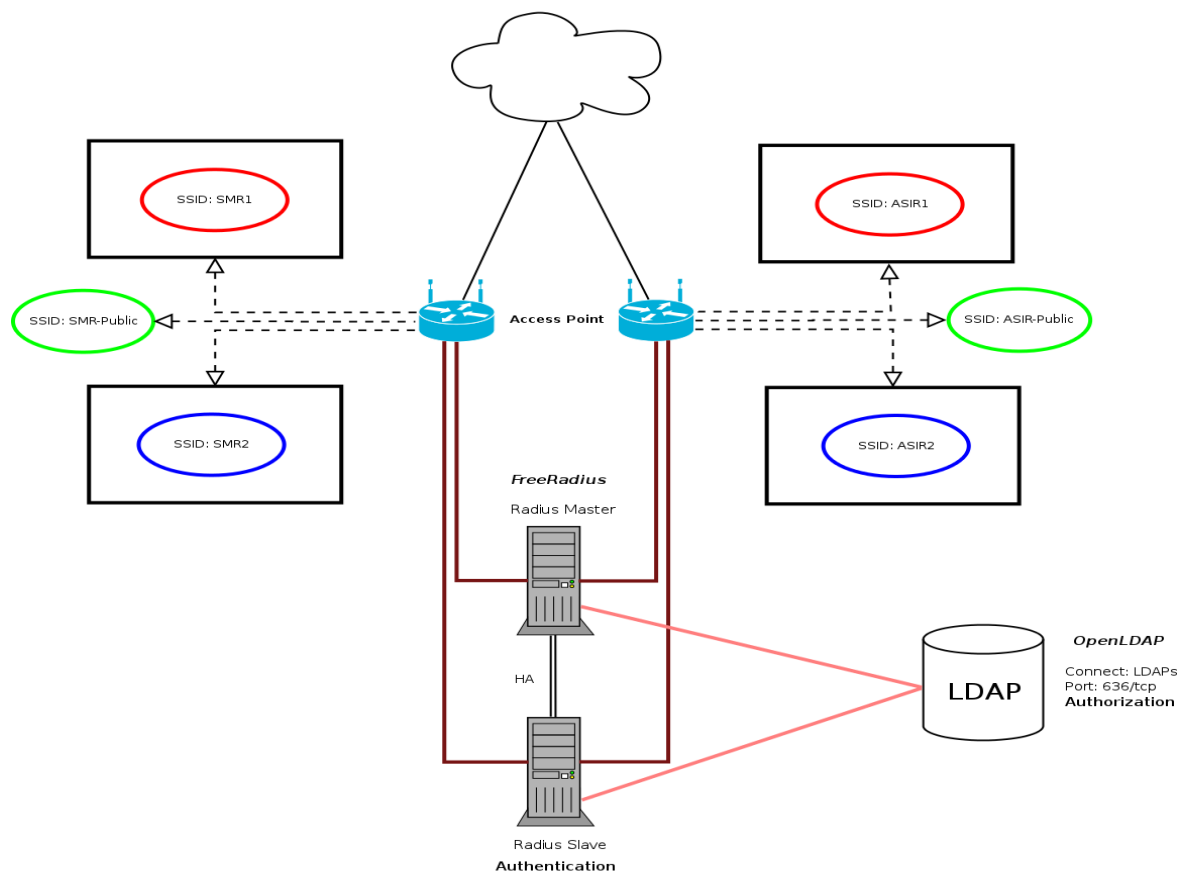 SSID: SMR1
SSID: ASIR1
SSID: SMR-Public
Access Point
SSID: ASIR-Public
SSID: SMR2
SSID: ASIR2
FreeRadius
Radius Master
HA
LDAP
OpenLDAP
Connect: LDAPs
Port: 636/tcp
Authorization
Radius Slave
Authentication